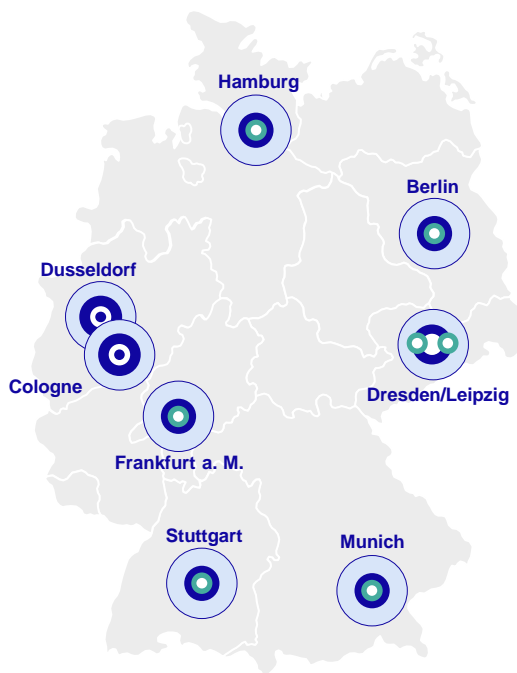 Hamburg
Berlin
Dusseldorf
Cologne
Dresden/Leipzig
Frankfurt a. M.
Stuttgart
Munich